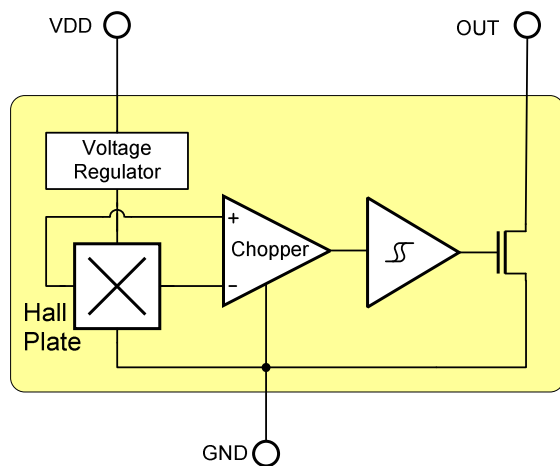 VDD
OUT
Voltage
Regulator
+
Chopper
−
Hall
Plate
GND